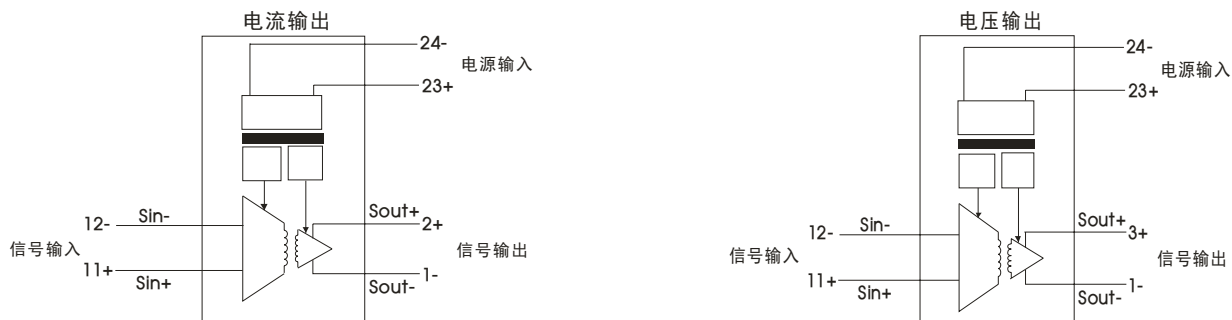 电流输出
24-
电源输入
23+
Sin-
12-
信号输入
11+
Sin+
Sout+
2+
信号输出
1-
Sout-
电压输出
24-
电源输入
23+
Sin-
12-
信号输入
11+
Sin+
Sout+
3+
信号输出
1-
Sout-